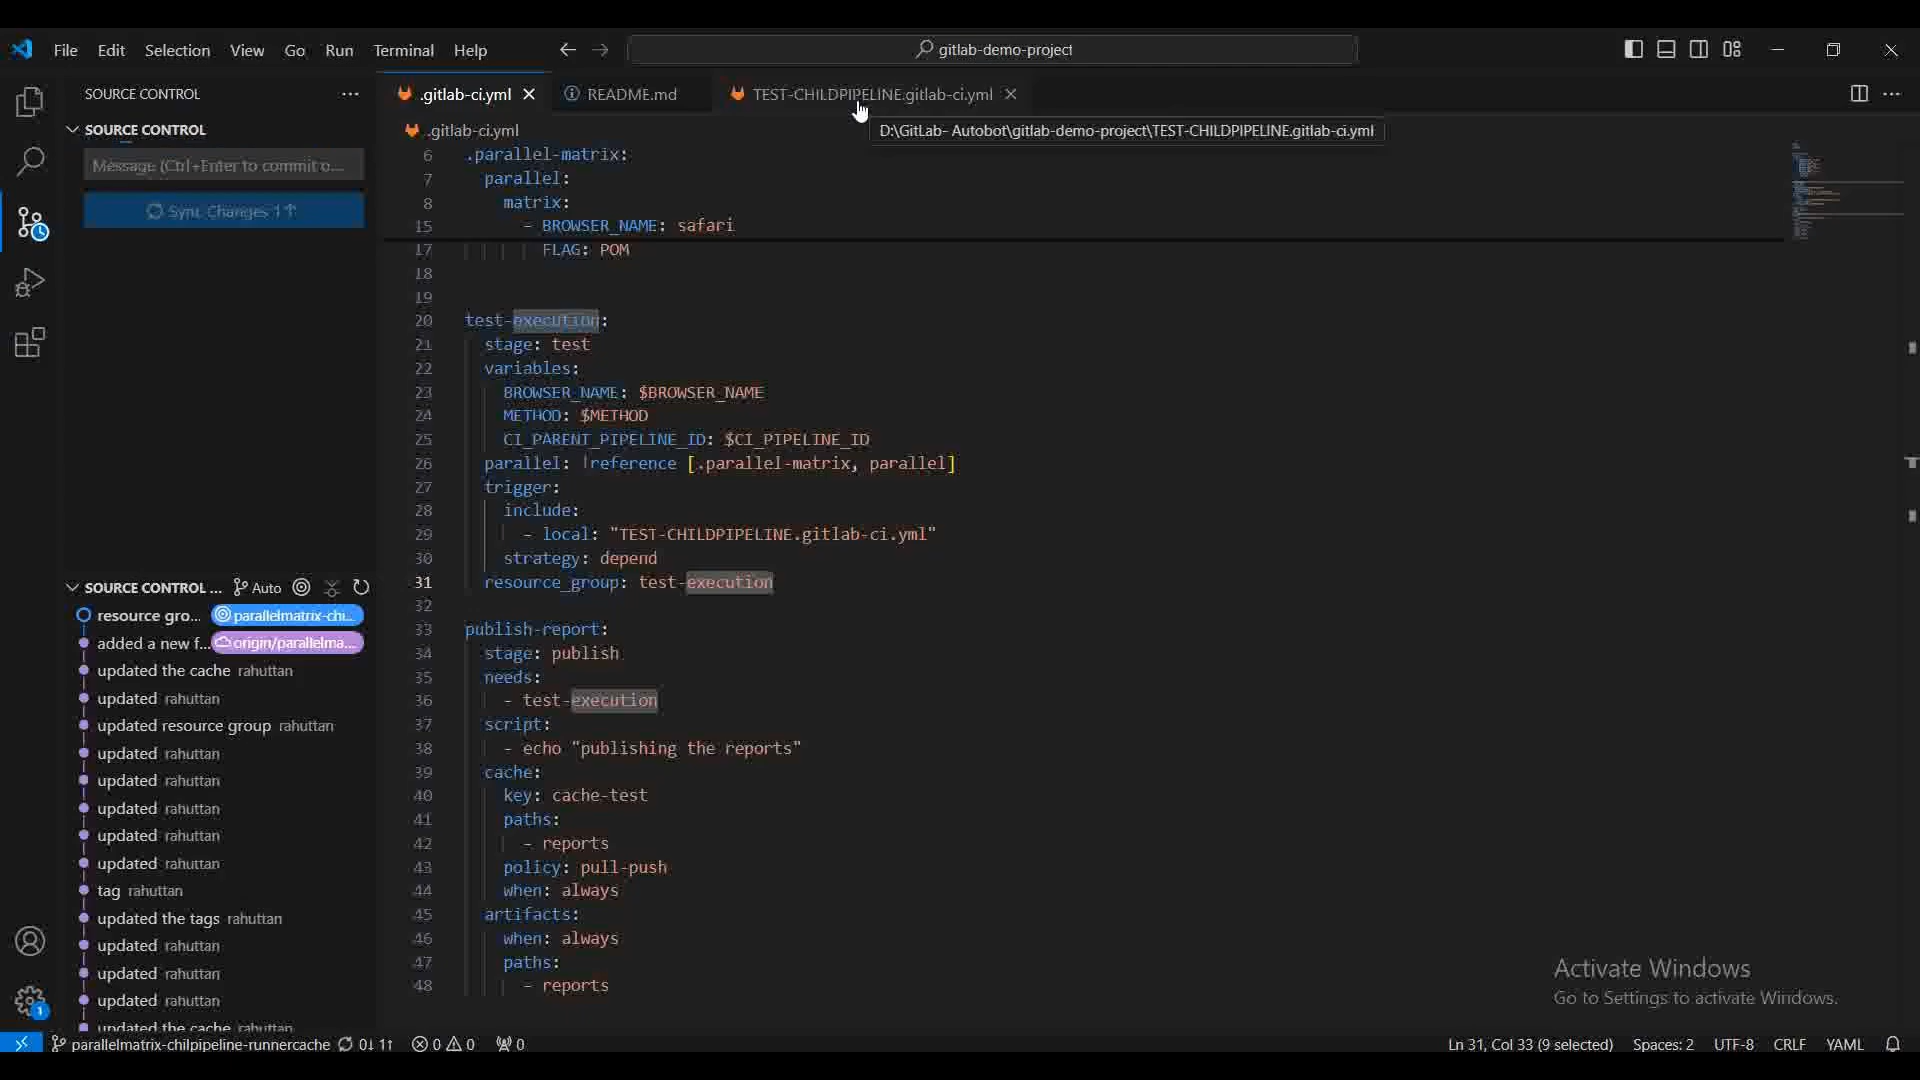 File Edit Selection View Go Run Terminal Help
gitlab-demo-project
SOURCE CONTROL
.gitlab-ci.yml
README.md
TEST-CHILDPIPELINE.gitlab-ci.yml
SOURCE CONTROL
.gitlab-ci.yml
D:\GitLab- Autobot\gitlab-demo-project\TEST-CHILDPIPELINE.gitlab-ci.yml
Message (Ctrl+Enter to commit o...
Sync Changes 1↑
6 .parallel-matrix:
7 parallel:
8 matrix:
15 - BROWSER_NAME: safari
17 FLAG: POM
18
19
20 test-execution:
21 stage: test
22 variables:
23 BROWSER_NAME: $BROWSER_NAME
24 METHOD: $METHOD
25 CI_PARENT_PIPELINE_ID: $CI_PIPELINE_ID
26 parallel: !reference [.parallel-matrix, parallel]
27 trigger:
28 include:
29 - local: "TEST-CHILDPIPELINE.gitlab-ci.yml"
30 strategy: depend
31 resource_group: test-execution
32
33 publish-report:
34 stage: publish
35 needs:
36 - test-execution
37 script:
38 - echo "publishing the reports"
39 cache:
40 key: cache-test
41 paths:
42 - reports
43 policy: pull-push
44 when: always
45 artifacts:
46 when: always
47 paths:
48 - reports
SOURCE CONTROL ... Auto
resource gro... parallelmatrix-chi...
added a new f... origin/parallelma...
updated the cache rahuttan
updated rahuttan
updated resource group rahuttan
updated rahuttan
updated rahuttan
updated rahuttan
updated rahuttan
updated rahuttan
tag rahuttan
updated the tags rahuttan
updated rahuttan
updated rahuttan
updated rahuttan
updated the cache rahuttan
Activate Windows
Go to Settings to activate Windows.
1
parallelmatrix-chilpipeline-runnercache 0↓ 1↑ 0 0 0
Ln 31, Col 33 (9 selected) Spaces: 2 UTF-8 CRLF YAML